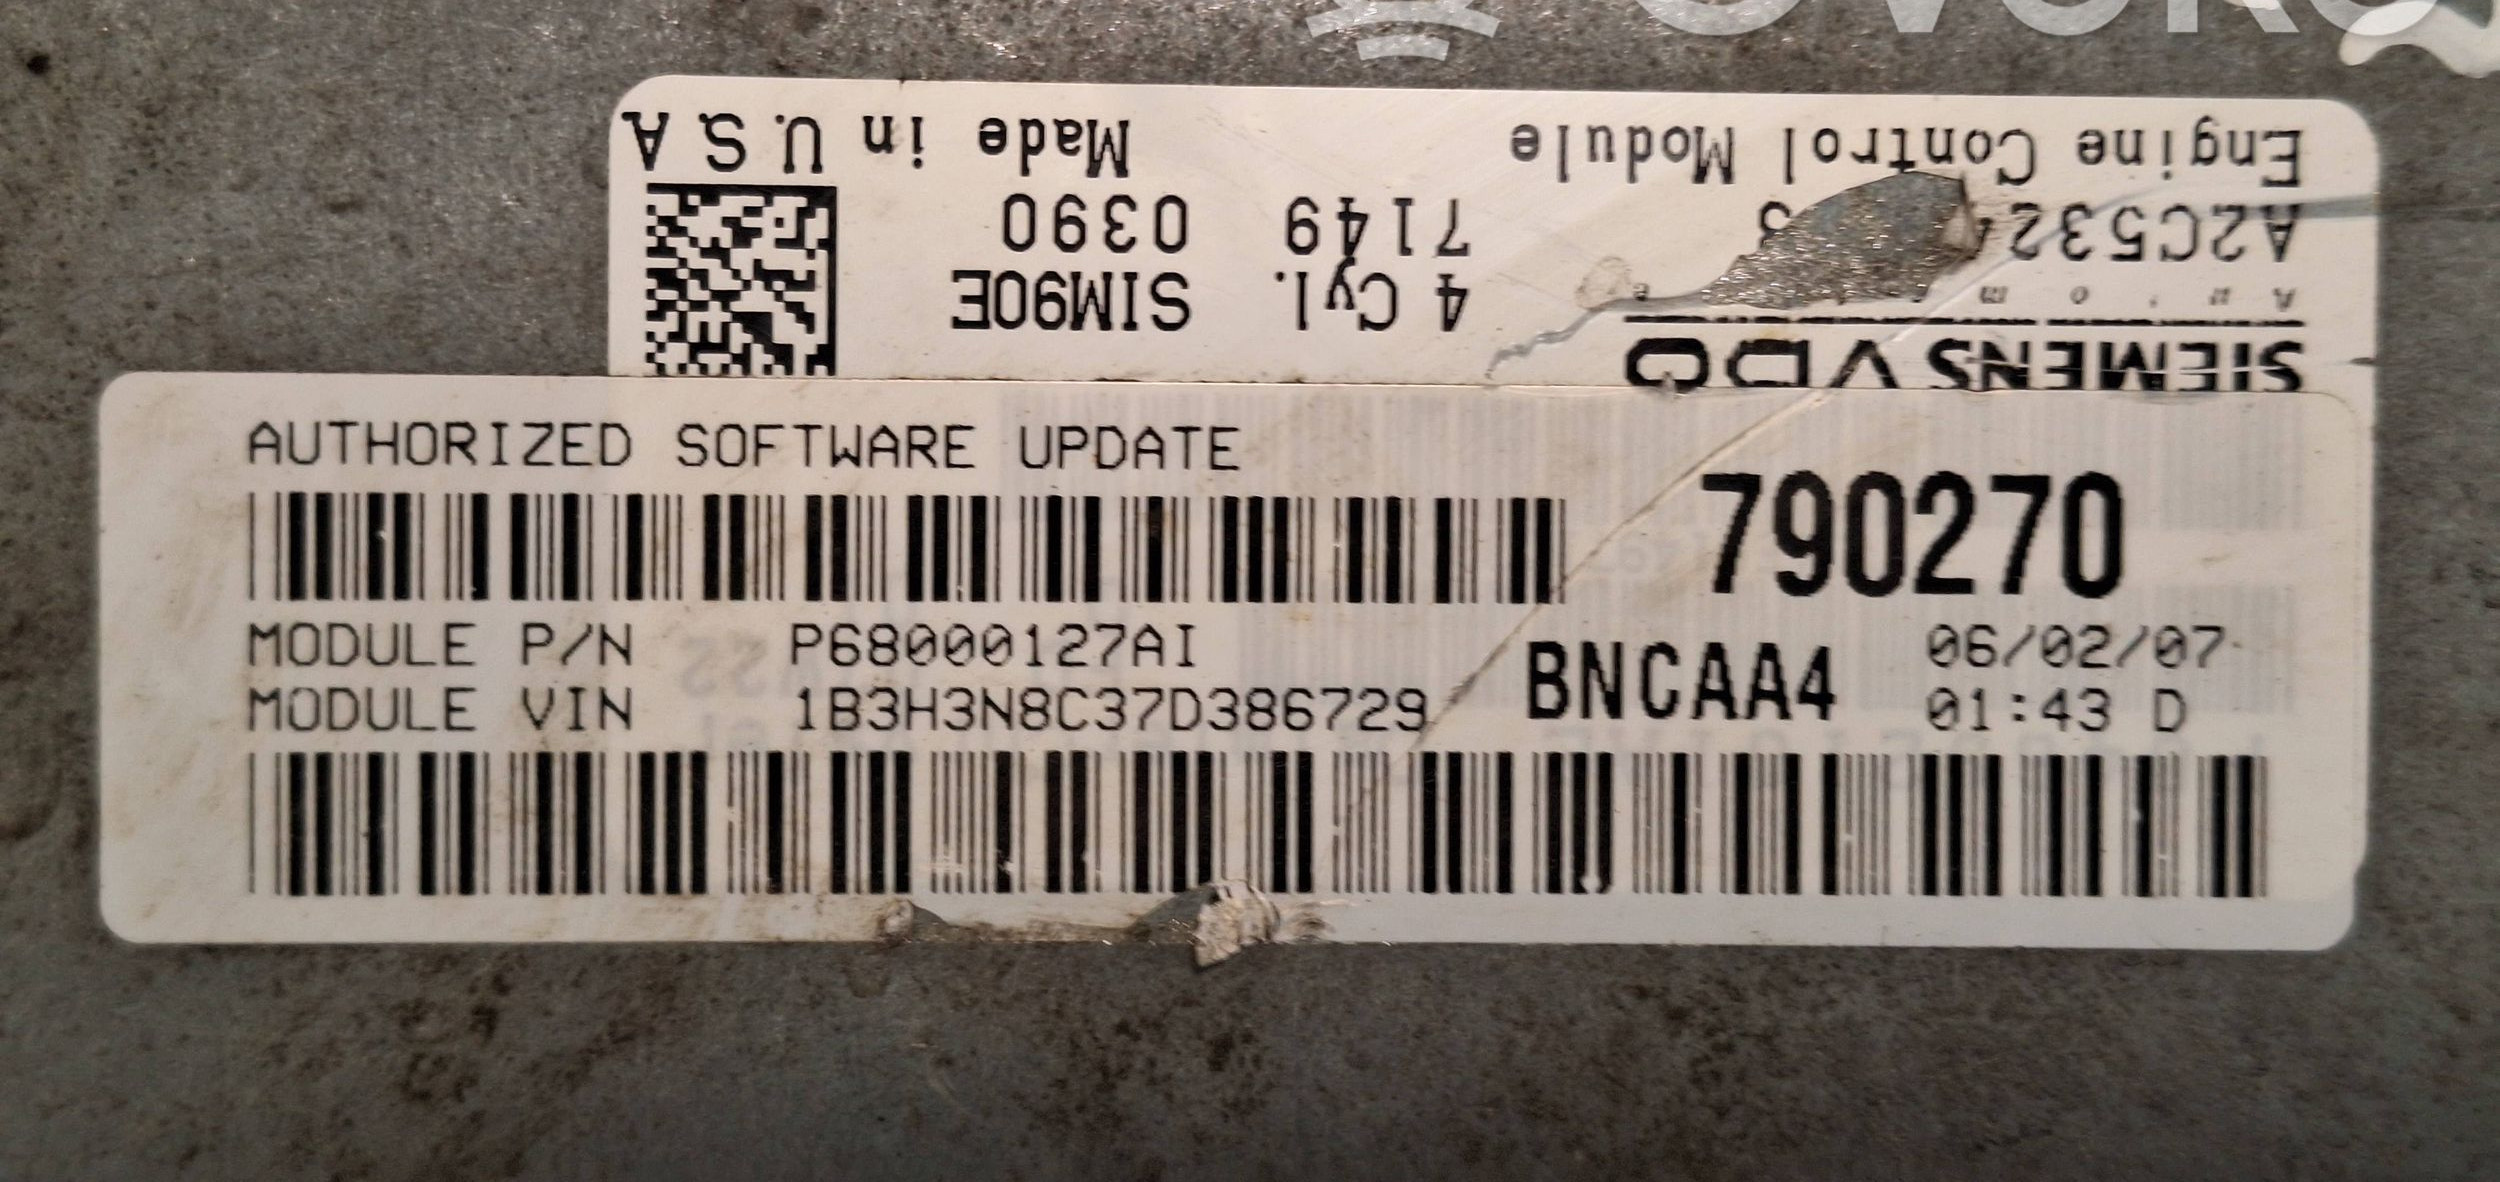 AUTHORIZED SOFTWARE UPDATE
790270
MODULE P/N P68000127AI
MODULE VIN 1B3H3N8C37D386729
BNCAA4
06/02/07
01:43 D
SIEMENS VDO
4 Cyl. SIM90E
7149 0390
Engine Control Module Made in U.S.A